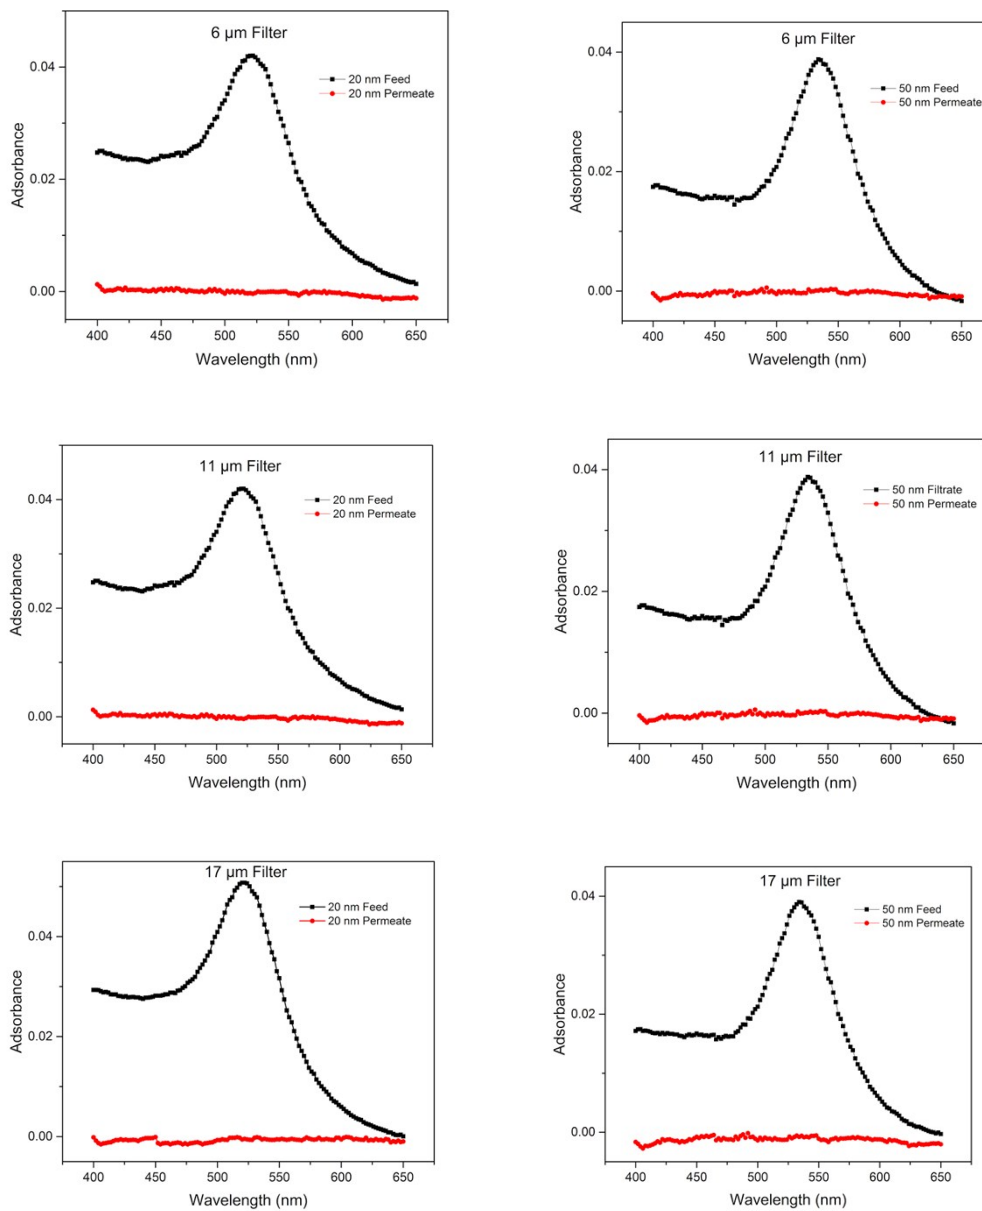 6 µm Filter
20 nm Feed
20 nm Permeate
Adsorbance
0.04
0.02
0.00
400 450 500 550 600 650
Wavelength (nm)
6 µm Filter
50 nm Feed
50 nm Permeate
Adsorbance
0.04
0.02
0.00
400 450 500 550 600 650
Wavelength (nm)
11 µm Filter
20 nm Feed
20 nm Permeate
Adsorbance
0.04
0.02
0.00
400 450 500 550 600 650
Wavelength (nm)
11 µm Filter
50 nm Filtrate
50 nm Permeate
Adsorbance
0.04
0.02
0.00
400 450 500 550 600 650
Wavelength (nm)
17 µm Filter
20 nm Feed
20 nm Permeate
Adsorbance
0.04
0.02
0.00
400 450 500 550 600 650
Wavelength (nm)
17 µm Filter
50 nm Feed
50 nm Permeate
Adsorbance
0.04
0.02
0.00
400 450 500 550 600 650
Wavelength (nm)